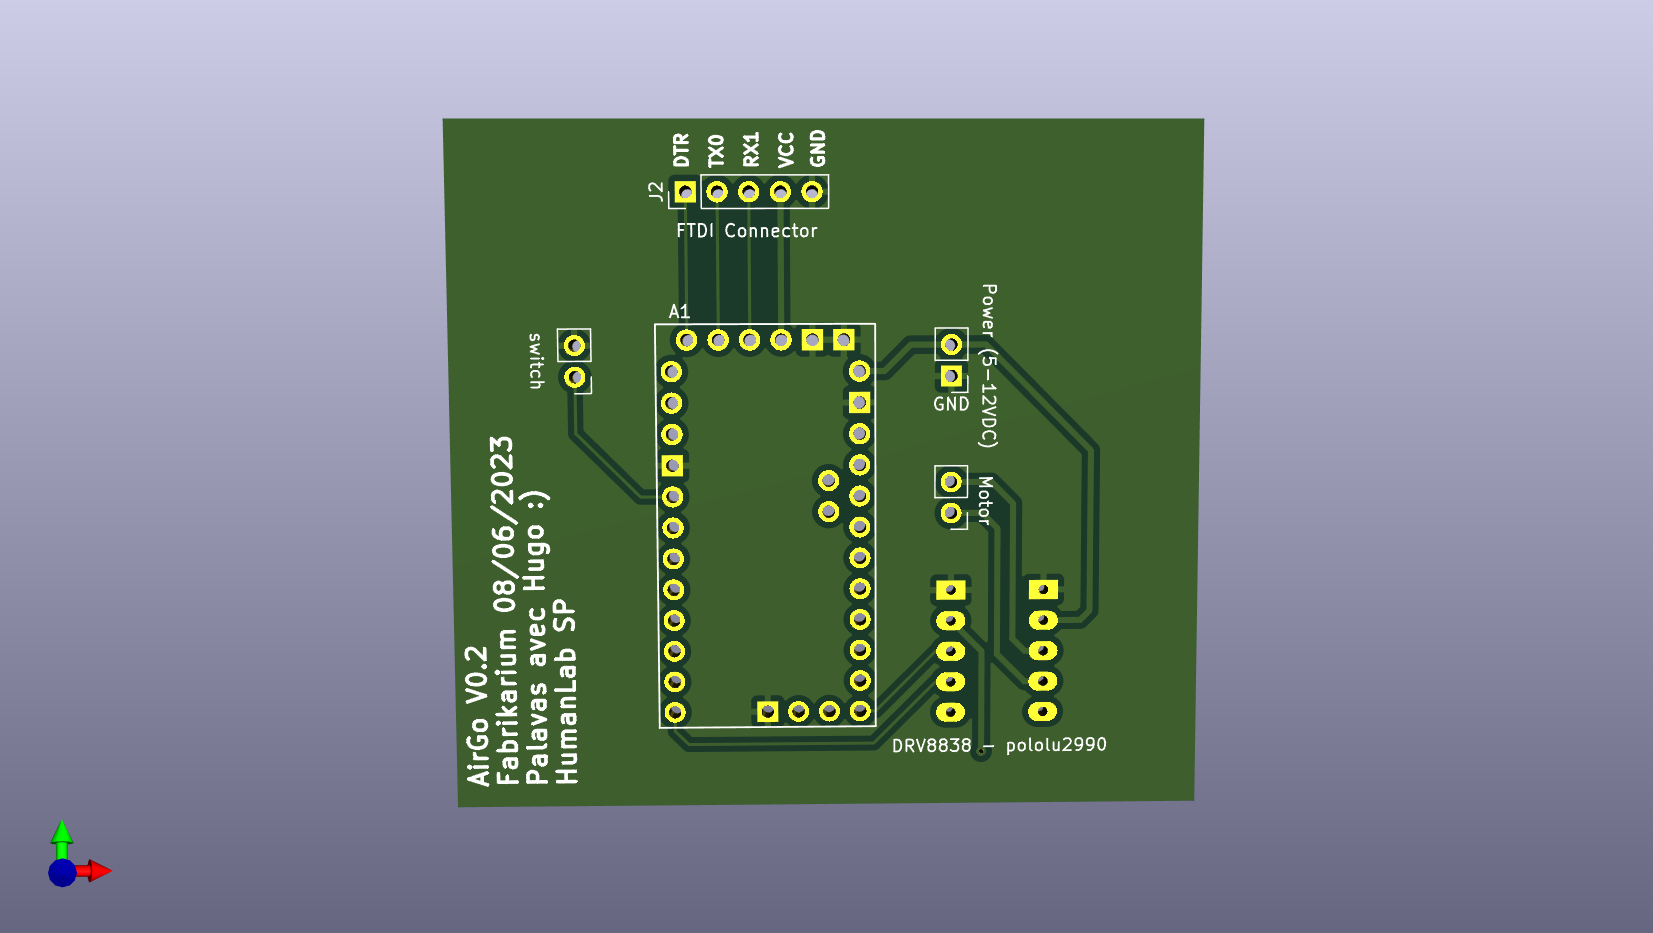 DTR
TX0
RX1
VCC
GND
J2
FTDI Connector
A1
switch
Power (5-12VDC)
GND
Motor
DRV8838 - pololu2990
AirGo V0.2
Fabrikarium 08/06/2023
Palavas avec Hugo :)
HumanLab SP